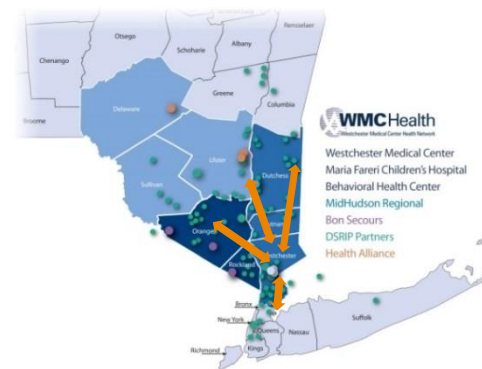 Rensselaer
Otsego
Schoharie
Albany
Chenango
Greene
Columbia
Delaware
Broome
Ulster
Dutchess
Sullivan
Orange
Westchester
Rockland
Bronx
New York
Queens
Nassau
Suffolk
Richmond
Kings
WMCHealth
Westchester Medical Center Health Network
Westchester Medical Center
Maria Fareri Children's Hospital
Behavioral Health Center
MidHudson Regional
Bon Secours
DSRIP Partners
Health Alliance